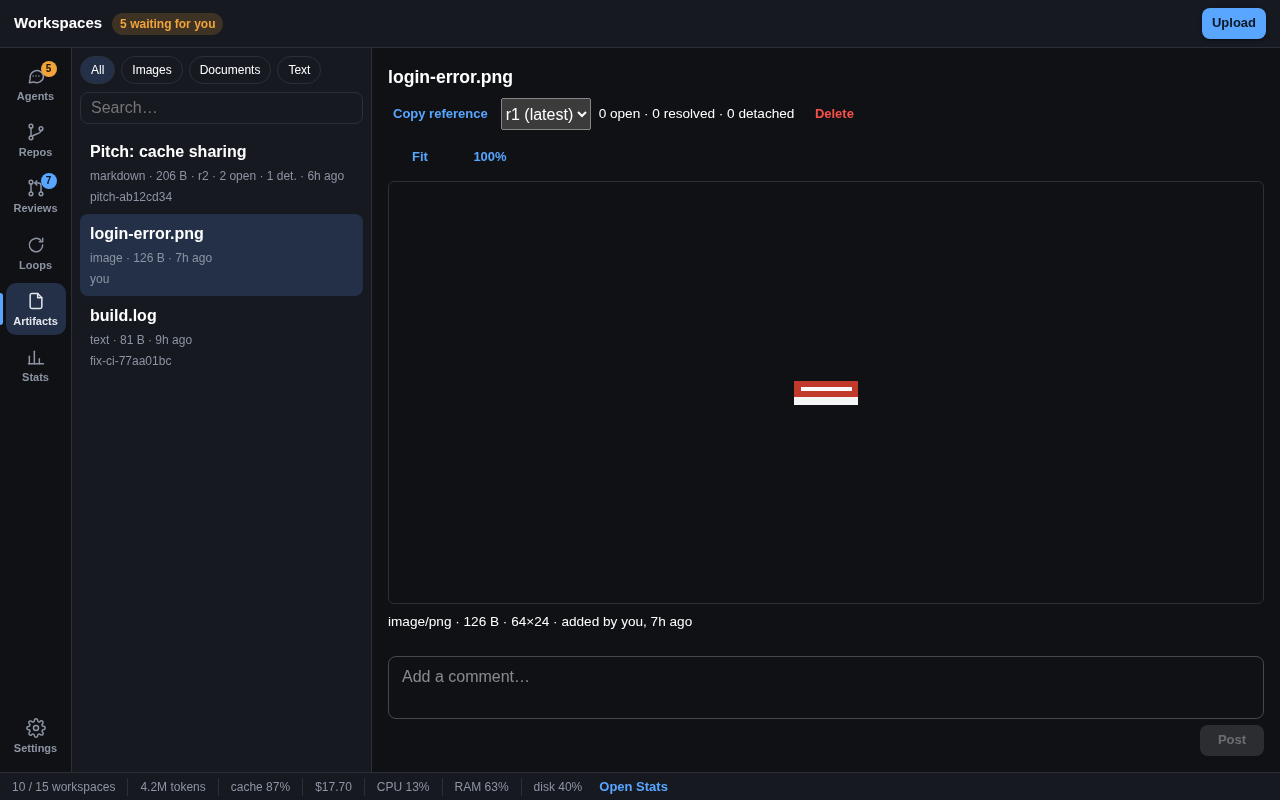 Workspaces 5 waiting for you Upload
5
Agents
Repos
7
Reviews
Loops
Artifacts
Stats
Settings
All Images Documents Text
Search…
Pitch: cache sharing
markdown · 206 B · r2 · 2 open · 1 det. · 6h ago
pitch-ab12cd34
login-error.png
image · 126 B · 7h ago
you
build.log
text · 81 B · 9h ago
fix-ci-77aa01bc
login-error.png
Copy reference r1 (latest) 0 open · 0 resolved · 0 detached Delete
Fit 100%
image/png · 126 B · 64×24 · added by you, 7h ago
Add a comment…
Post
10 / 15 workspaces 4.2M tokens cache 87% $17.70 CPU 13% RAM 63% disk 40% Open Stats